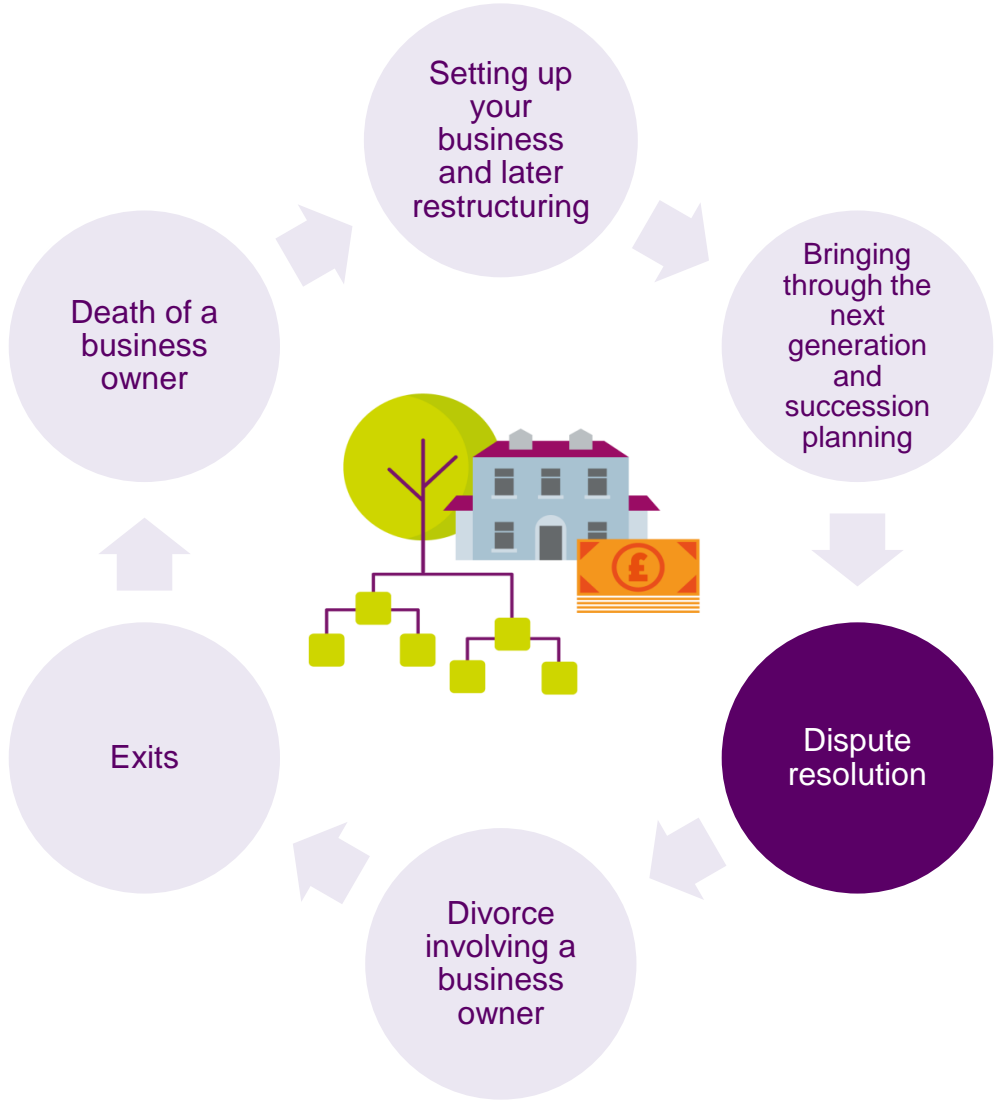 Setting up
your
business
and later
restructuring
Bringing
through the
next
generation
and
succession
planning
Dispute
resolution
Divorce
involving a
business
owner
Exits
Death of a
business
owner
£